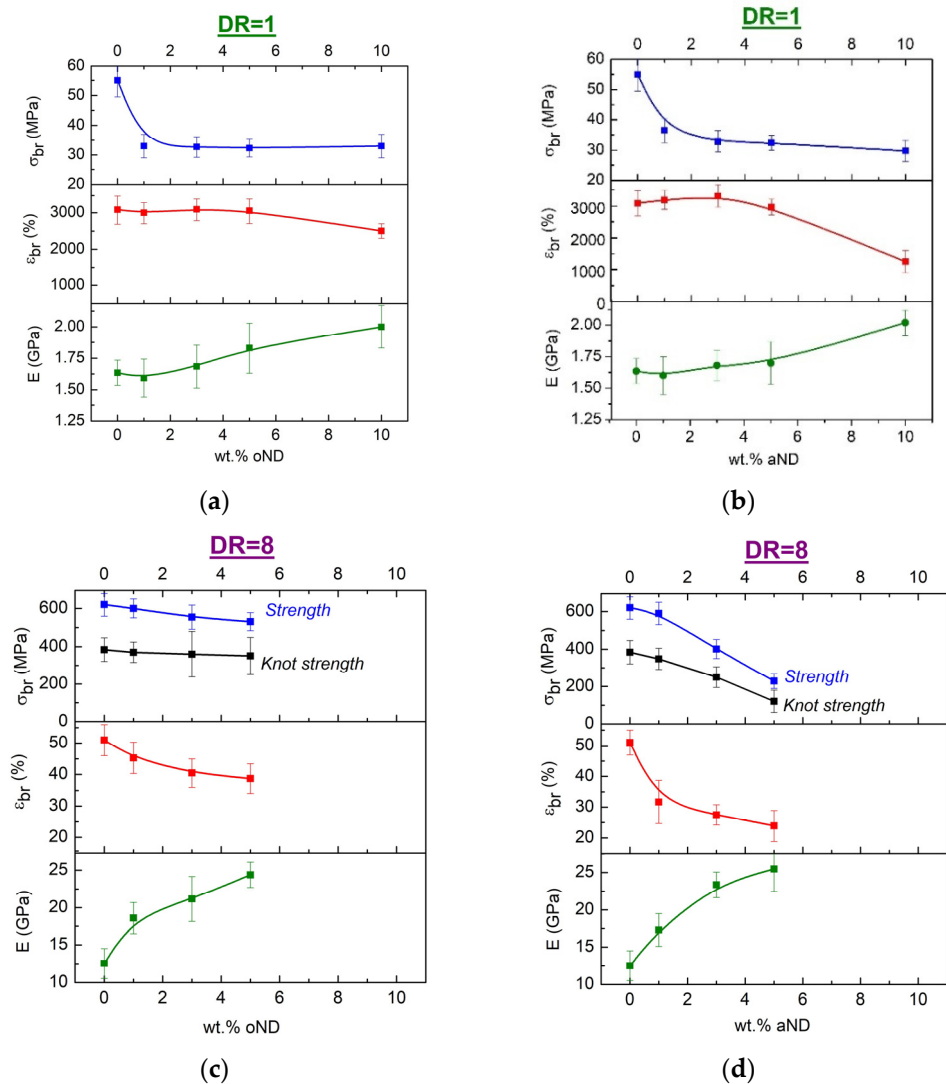 DR=1
0 2 4 6 8 10
60
50
40
30
20
σbr (MPa)
3000
2000
1000
εbr (%)
2.00
1.75
1.50
1.25
E (GPa)
0 2 4 6 8 10
wt.% oND
(a)
DR=1
0 2 4 6 8 10
60
50
40
30
20
σbr (MPa)
3000
2000
1000
0
εbr (%)
2.00
1.75
1.50
1.25
E (GPa)
0 2 4 6 8 10
wt.% aND
(b)
DR=8
0 2 4 6 8 10
600
400
200
0
σbr (MPa)
Strength
Knot strength
50
40
30
20
εbr (%)
25
20
15
10
E (GPa)
0 2 4 6 8 10
wt.% oND
(c)
DR=8
0 2 4 6 8 10
600
400
200
0
σbr (MPa)
Strength
Knot strength
50
40
30
20
εbr (%)
25
20
15
10
E (GPa)
0 2 4 6 8 10
wt.% aND
(d)